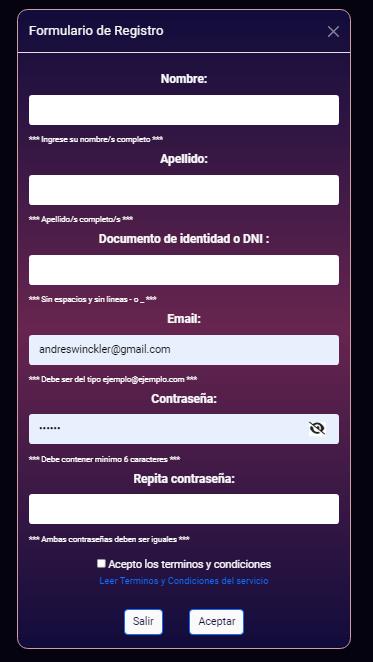 Formulario de Registro
Nombre:
*** Ingrese su nombre/s completo ***
Apellido:
*** Apellido/s completo/s ***
Documento de identidad o DNI :
*** Sin espacios y sin lineas - o _ ***
Email:
andreswinckler@gmail.com
*** Debe ser del tipo ejemplo@ejemplo.com ***
Contraseña:
••••••
*** Debe contener minimo 6 caracteres ***
Repita contraseña:
*** Ambas contraseñas deben ser iguales ***
Acepto los terminos y condiciones
Leer Terminos y Condiciones del servicio
Salir Aceptar